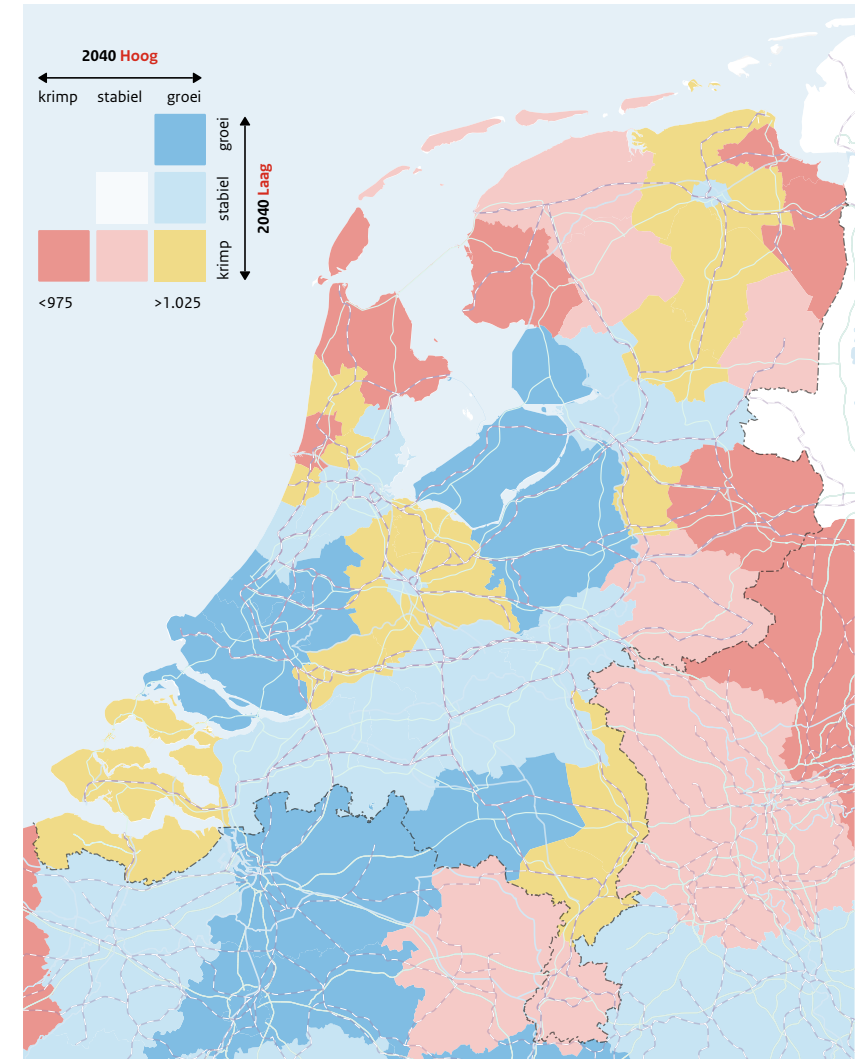 2040 Hoog
krimp stabiel groei
groei
stabiel
krimp
2040 Laag
<975 >1.025